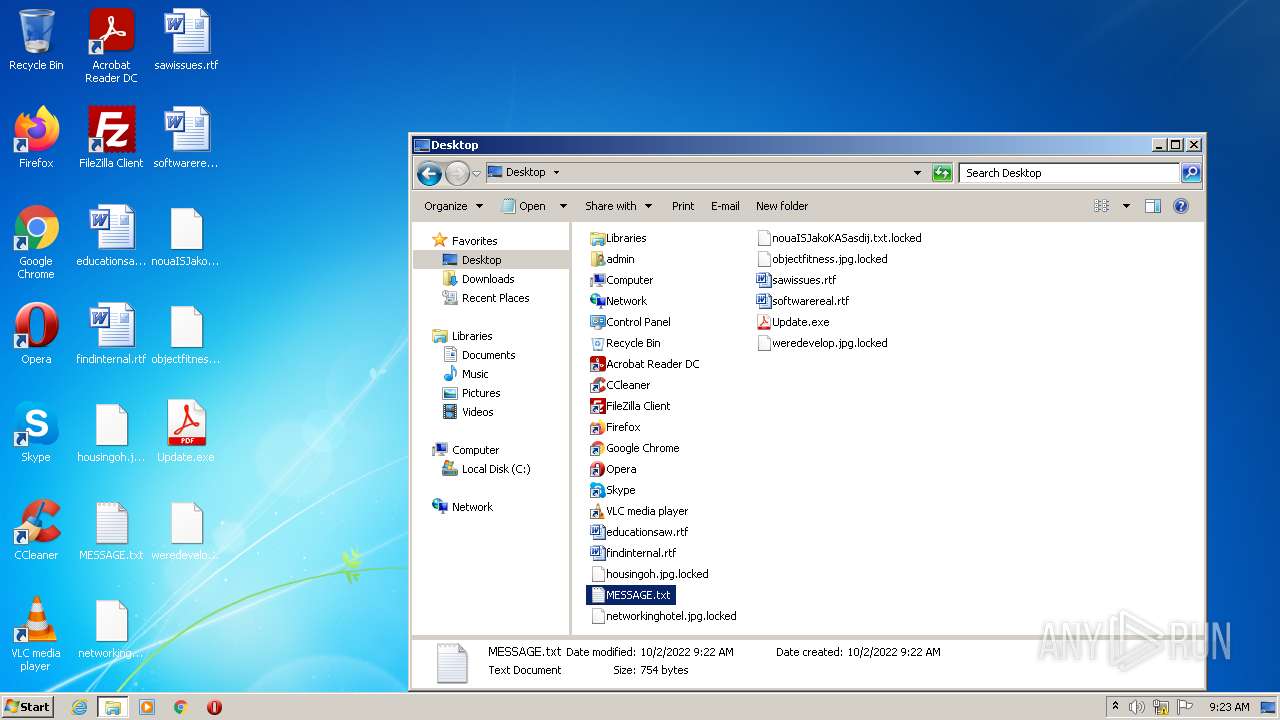 Recycle Bin
Acrobat
Reader DC
sawissues.rtf
Firefox
FileZilla Client
softwarere...
Google
Chrome
educationsa...
nouaISJako...
Opera
findinternal.rtf
objectfitnes...
Skype
housingoh.j...
PDF
Update.exe
CCleaner
MESSAGE.txt
weredevelo...
VLC media
player
networking...
Desktop
Desktop
Search Desktop
Organize
Open
Share with
Print
E-mail
New folder
Favorites
Desktop
Downloads
Recent Places
Libraries
Documents
Music
Pictures
Videos
Computer
Local Disk (C:)
Network
Libraries
admin
Computer
Network
Control Panel
Recycle Bin
Acrobat Reader DC
CCleaner
FileZilla Client
Firefox
Google Chrome
Opera
Skype
VLC media player
educationsaw.rtf
findinternal.rtf
housingoh.jpg.locked
MESSAGE.txt
networkinghotel.jpg.locked
objectfitness.jpg.locked
sawissues.rtf
softwarereal.rtf
Update.exe
weredevelop.jpg.locked
MESSAGE.txt Date modified: 10/2/2022 9:22 AM
Date created: 10/2/2022 9:22 AM
Text Document
Size: 754 bytes
ANY RUN
Start
9:23 AM